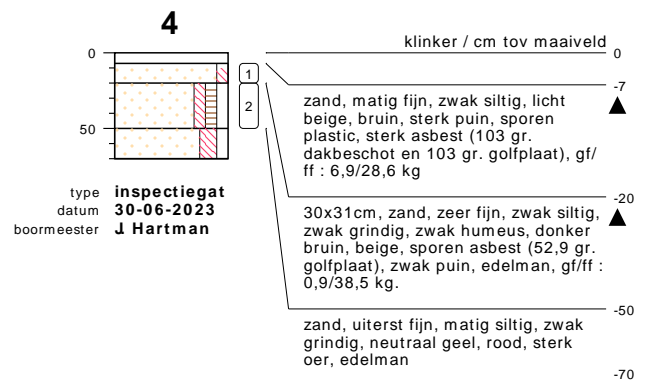 4
klinker / cm tov maaiveld
0
0
1
-7
zand, matig fijn, zwak siltig, licht
beige, bruin, sterk puin, sporen
plastic, sterk asbest (103 gr.
dakbeschot en 103 gr. golfplaat), gf/
ff : 6,9/28,6 kg
2
50
-20
30x31cm, zand, zeer fijn, zwak siltig,
zwak grindig, zwak humeus, donker
bruin, beige, sporen asbest (52,9 gr.
golfplaat), zwak puin, edelman, gf/ff :
0,9/38,5 kg.
-50
zand, uiterst fijn, matig siltig, zwak
grindig, neutraal geel, rood, sterk
oer, edelman
-70
type inspectiegat
datum 30-06-2023
boormeester J Hartman